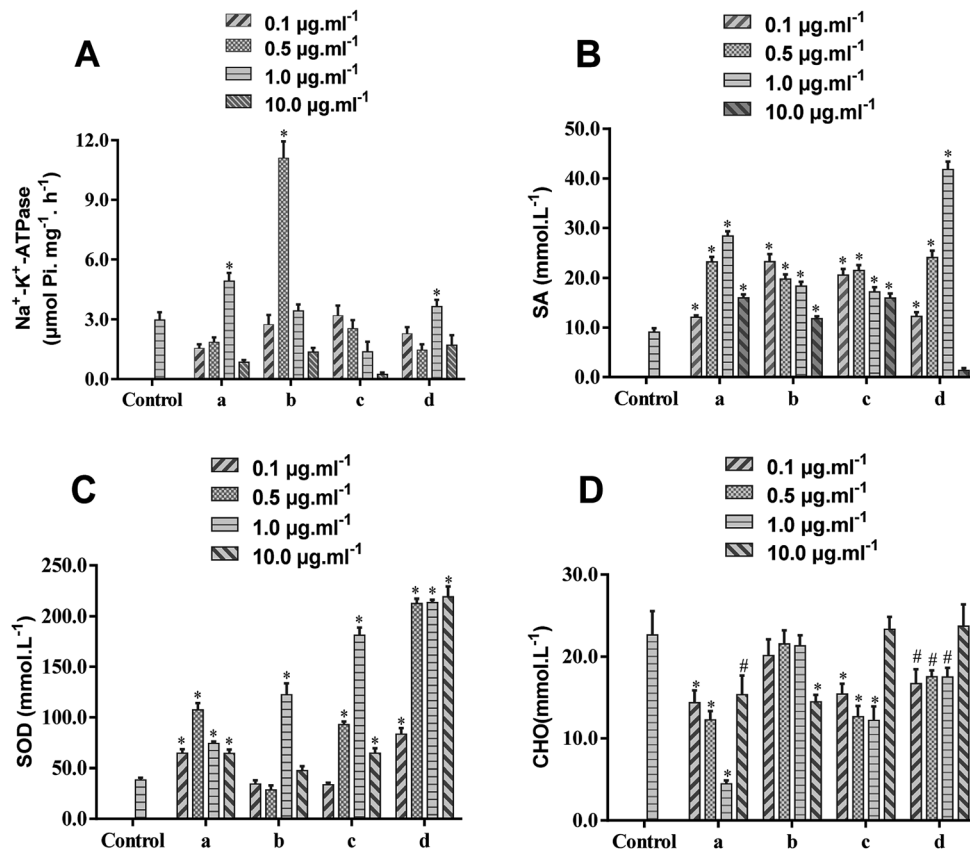 A
0.1 µg.ml⁻¹
0.5 µg.ml⁻¹
1.0 µg.ml⁻¹
10.0 µg.ml⁻¹
Na⁺-K⁺-ATPase
(µmol Pi. mg⁻¹. h⁻¹)
12.0
9.0
6.0
3.0
0.0
* * *
Control a b c d
B
0.1 µg.ml⁻¹
0.5 µg.ml⁻¹
1.0 µg.ml⁻¹
10.0 µg.ml⁻¹
SA (mmol.L⁻¹)
50.0
40.0
30.0
20.0
10.0
0.0
* * * * * * * * * * * * * * *
Control a b c d
C
0.1 µg.ml⁻¹
0.5 µg.ml⁻¹
1.0 µg.ml⁻¹
10.0 µg.ml⁻¹
SOD (mmol.L⁻¹)
250.0
200.0
150.0
100.0
50.0
0.0
* * * * * * * * * * * *
Control a b c d
D
0.1 µg.ml⁻¹
0.5 µg.ml⁻¹
1.0 µg.ml⁻¹
10.0 µg.ml⁻¹
CHO(mmol.L⁻¹)
30.0
20.0
10.0
0.0
* * * # * * * * # # #
Control a b c d